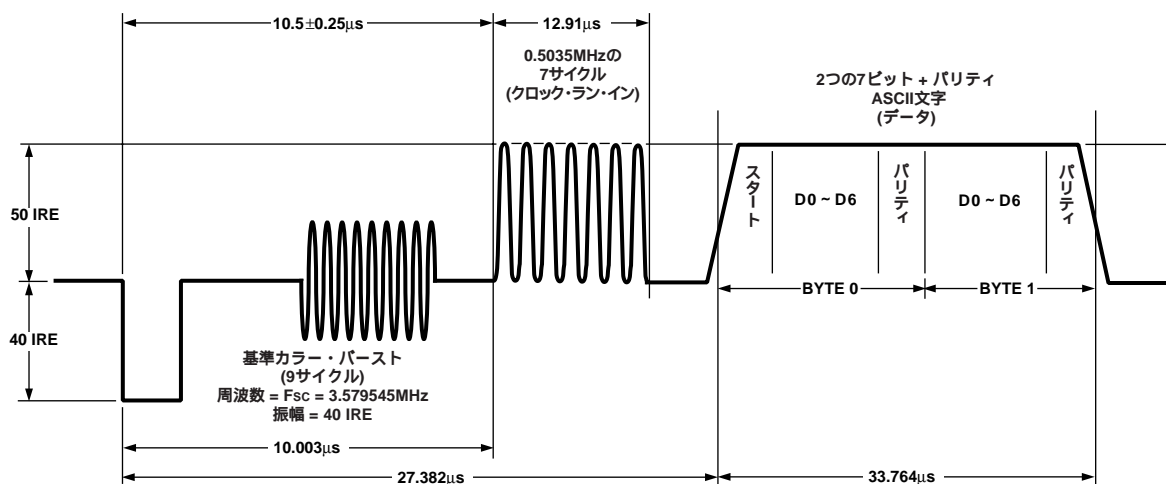 10.5±0.25μs
12.91μs
0.5035MHzの
7サイクル
(クロック・ラン・イン)
2つの7ビット + パリティ
ASCII文字
(データ)
50 IRE
40 IRE
スタート
D0 ~ D6
パリティ
D0 ~ D6
パリティ
BYTE 0
BYTE 1
基準カラー・バースト
(9サイクル)
周波数 = FSC = 3.579545MHz
振幅 = 40 IRE
10.003μs
27.382μs
33.764μs